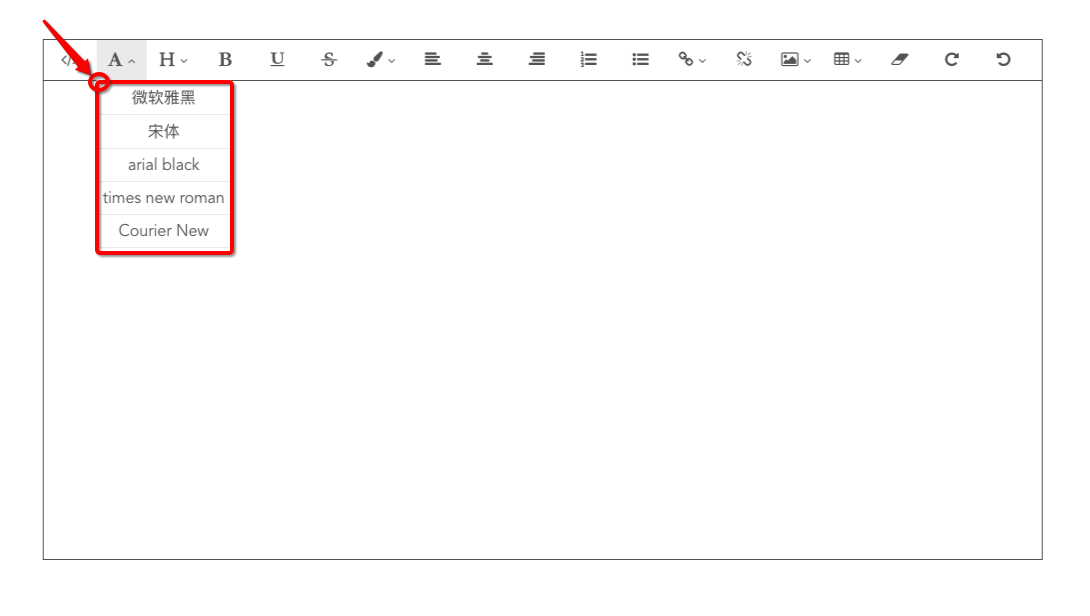 A H B U S
微软雅黑
宋体
arial black
times new roman
Courier New